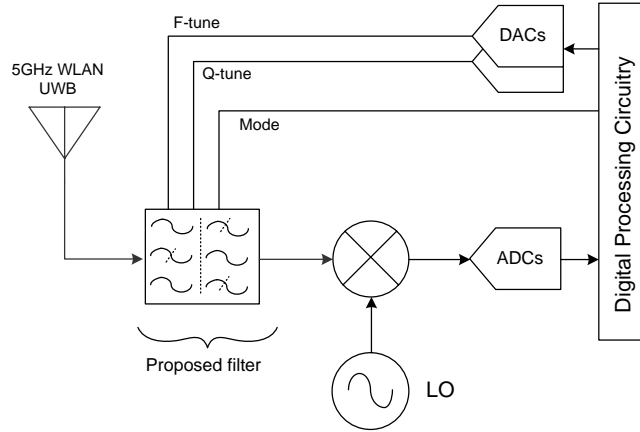 F-tune
DACs
5GHz WLAN
UWB
Q-tune
Mode
Digital Processing Circuitry
ADCs
Proposed filter
LO